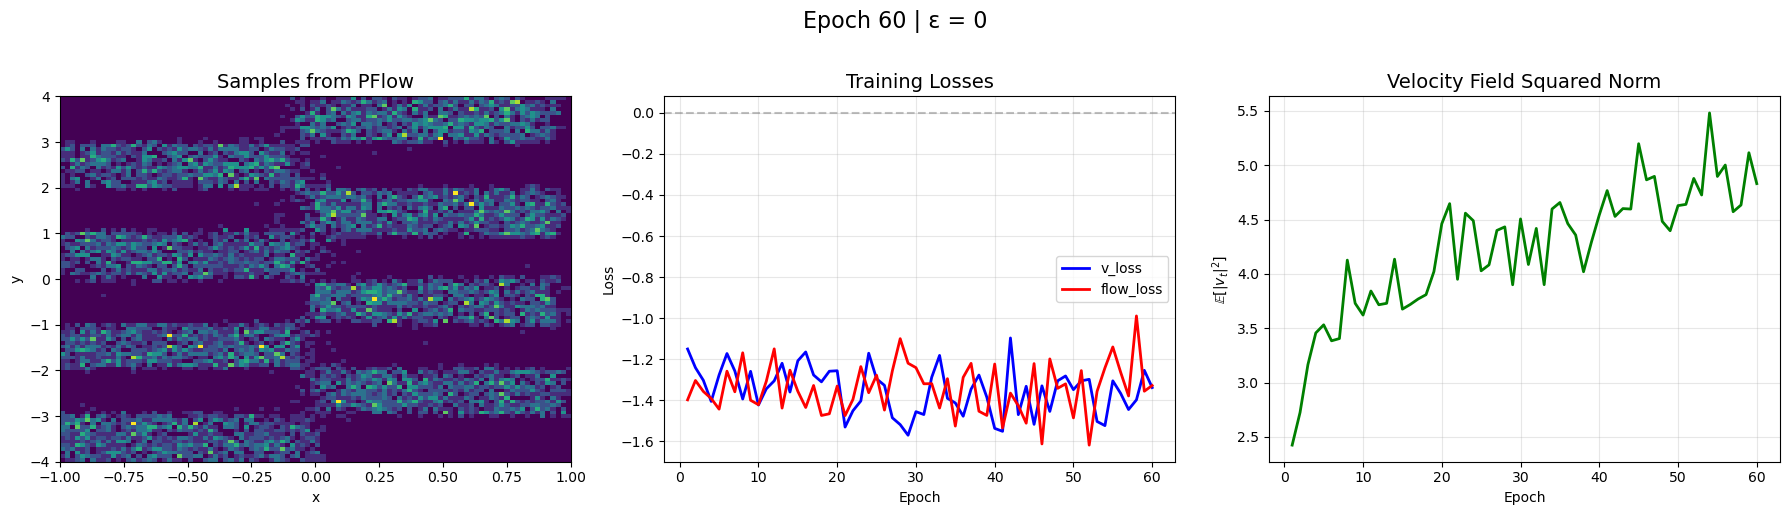 Epoch 60 | ε = 0
Samples from PFlow
4
3
2
1
0
−1
−2
−3
−4
y
−1.00 −0.75 −0.50 −0.25 0.00 0.25 0.50 0.75 1.00
x
Training Losses
0.0
−0.2
−0.4
−0.6
−0.8
−1.0
−1.2
−1.4
−1.6
Loss
v_loss
flow_loss
0 10 20 30 40 50 60
Epoch
Velocity Field Squared Norm
5.5
5.0
4.5
4.0
3.5
3.0
2.5
𝔼[|v_t|²]
0 10 20 30 40 50 60
Epoch